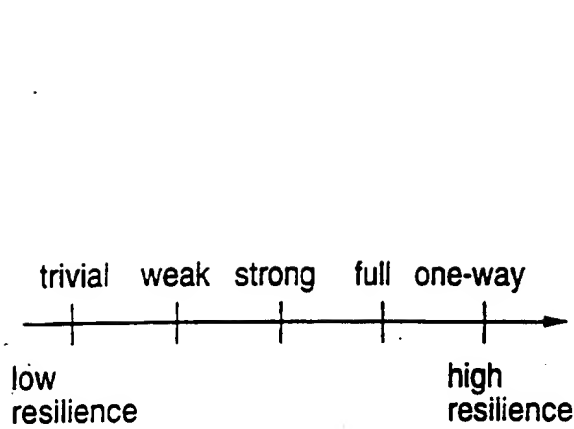 trivial weak strong full one-way
low high
resilience resilience